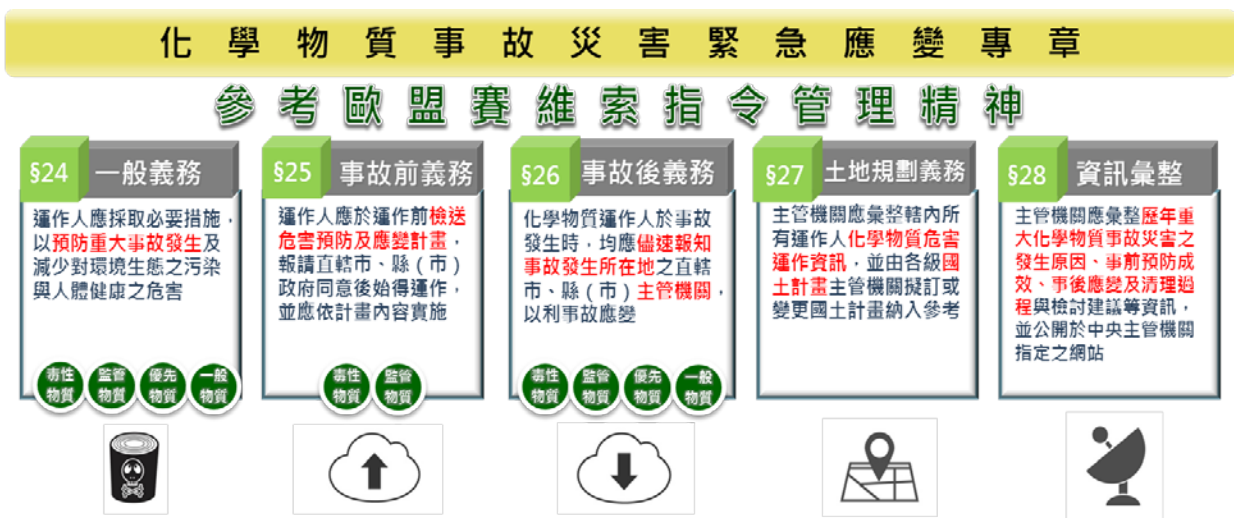 化學物質事故災害緊急應變專章
參考歐盟賽維索指令管理精神
§24 一般義務
運作人應採取必要措施，
以預防重大事故發生及
減少對環境生態之污染
與人體健康之危害
毒性
物質
監管
物質
優先
物質
一般
物質
§25 事故前義務
運作人應於運作前檢送
危害預防及應變計畫，
報請直轄市、縣（市）
政府同意後始得運作，
並應依計畫內容實施
毒性
物質
監管
物質
§26 事故後義務
化學物質運作人於事故
發生時，均應儘速報知
事故發生所在地之直轄
市、縣（市）主管機關，
以利事故應變
毒性
物質
監管
物質
優先
物質
一般
物質
§27 土地規劃義務
主管機關應彙整轄內所
有運作人化學物質危害
運作資訊，並由各級國
土計畫主管機關擬訂或
變更國土計畫納入參考
§28 資訊彙整
主管機關應彙整歷年重
大化學物質事故災害之
發生原因、事前預防成
效、事後應變及清理過
程與檢討建議等資訊，
並公開於中央主管機關
指定之網站